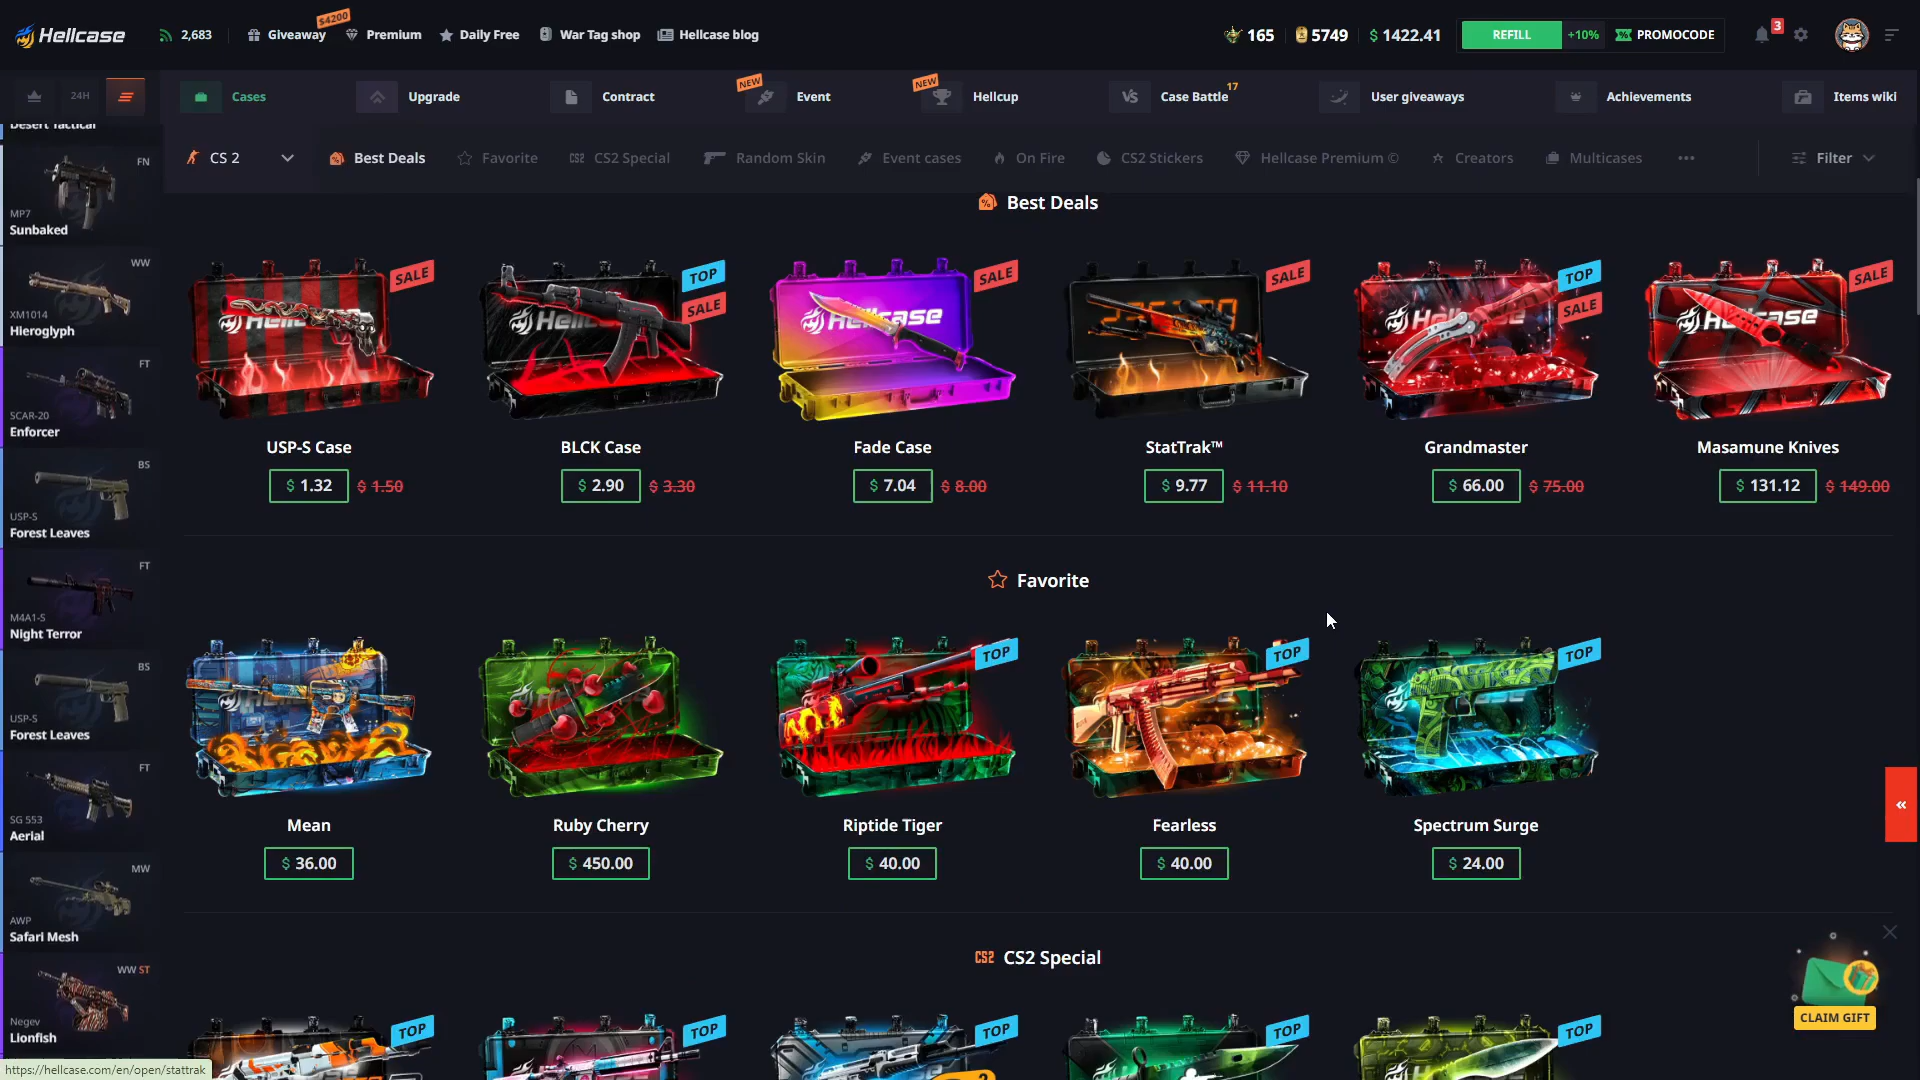 Hellcase
2,683
Giveaway
$4200
Premium
Daily Free
War Tag shop
Hellcase blog
165
5749
$ 1422.41
REFILL
+10%
PROMOCODE
3
24H
Cases
Upgrade
Contract
NEW
Event
NEW
Hellcup
VS
Case Battle
17
User giveaways
Achievements
Items wiki
CS 2
Best Deals
Favorite
CS2
CS2 Special
Random Skin
Event cases
On Fire
CS2 Stickers
Hellcase Premium ©
Creators
Multicases
Filter
Desert Tactical
FN
MP7
Sunbaked
WW
XM1014
Hieroglyph
FT
SCAR-20
Enforcer
BS
USP-S
Forest Leaves
FT
M4A1-S
Night Terror
BS
USP-S
Forest Leaves
FT
SG 553
Aerial
MW
AWP
Safari Mesh
WW ST
Negev
Lionfish
Best Deals
SALE
USP-S Case
$ 1.32
$ 1.50
TOP
SALE
BLCK Case
$ 2.90
$ 3.30
Hellcase
SALE
Fade Case
$ 7.04
$ 8.00
SALE
StatTrak™
$ 9.77
$ 11.10
Hellcase
TOP
SALE
Grandmaster
$ 66.00
$ 75.00
Hellcase
SALE
Masamune Knives
$ 131.12
$ 149.00
Favorite
Mean
$ 36.00
Ruby Cherry
$ 450.00
TOP
Riptide Tiger
$ 40.00
TOP
Fearless
$ 40.00
TOP
Spectrum Surge
$ 24.00
CS2
CS2 Special
TOP
TOP
TOP
TOP
TOP
«
CLAIM GIFT
https://hellcase.com/en/open/stattrak